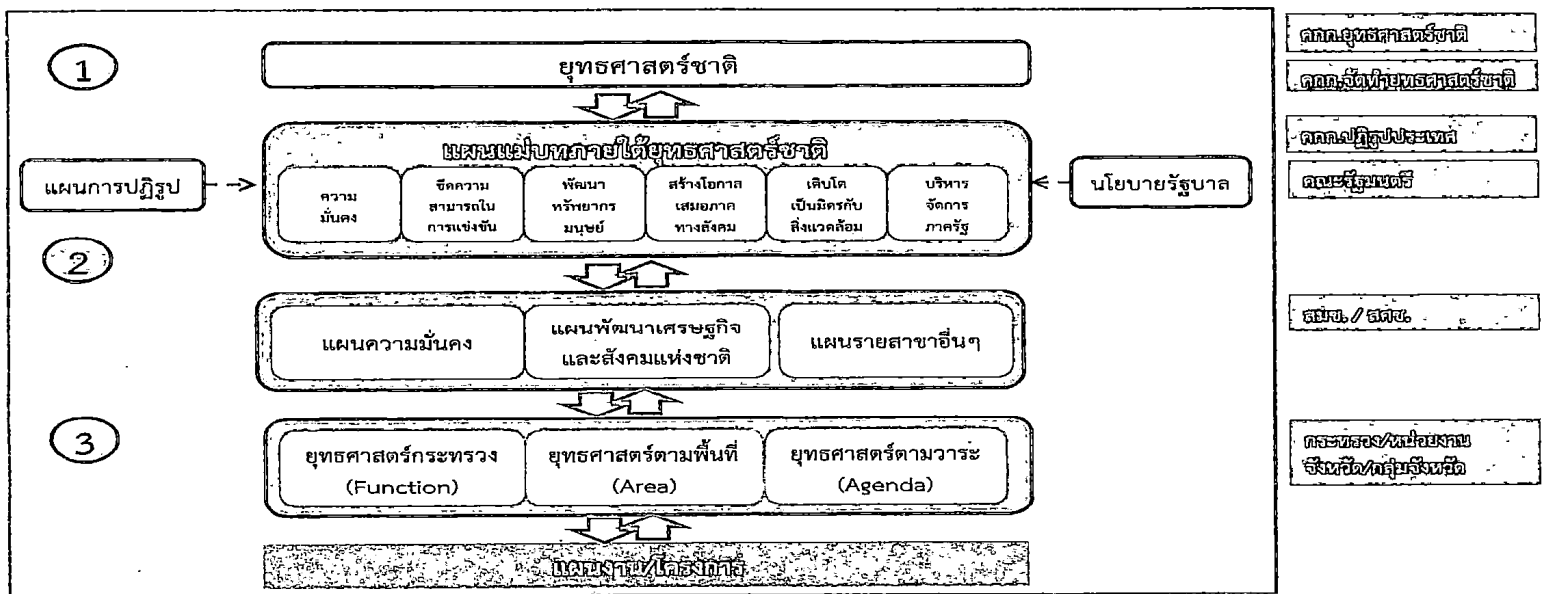 1
ยุทธศาสตร์ชาติ
แผนแม่บทภายใต้ยุทธศาสตร์ชาติ
แผนการปฏิรูป
ความ
มั่นคง
ขีดความ
สามารถใน
การแข่งขัน
พัฒนา
ทรัพยากร
มนุษย์
สร้างโอกาส
เสมอภาค
ทางสังคม
เติบโต
เป็นมิตรกับ
สิ่งแวดล้อม
บริหาร
จัดการ
ภาครัฐ
นโยบายรัฐบาล
2
แผนความมั่นคง
แผนพัฒนาเศรษฐกิจ
และสังคมแห่งชาติ
แผนรายสาขาอื่นๆ
3
ยุทธศาสตร์กระทรวง
(Function)
ยุทธศาสตร์ตามพื้นที่
(Area)
ยุทธศาสตร์ตามวาระ
(Agenda)
แผนงาน/โครงการ
คกก.ยุทธศาสตร์ชาติ
คกก.จัดทำยุทธศาสตร์ชาติ
คกก.ปฏิรูปประเทศ
คณะรัฐมนตรี
สมช. / สศช.
กระทรวง/หน่วยงาน
จังหวัด/กลุ่มจังหวัด